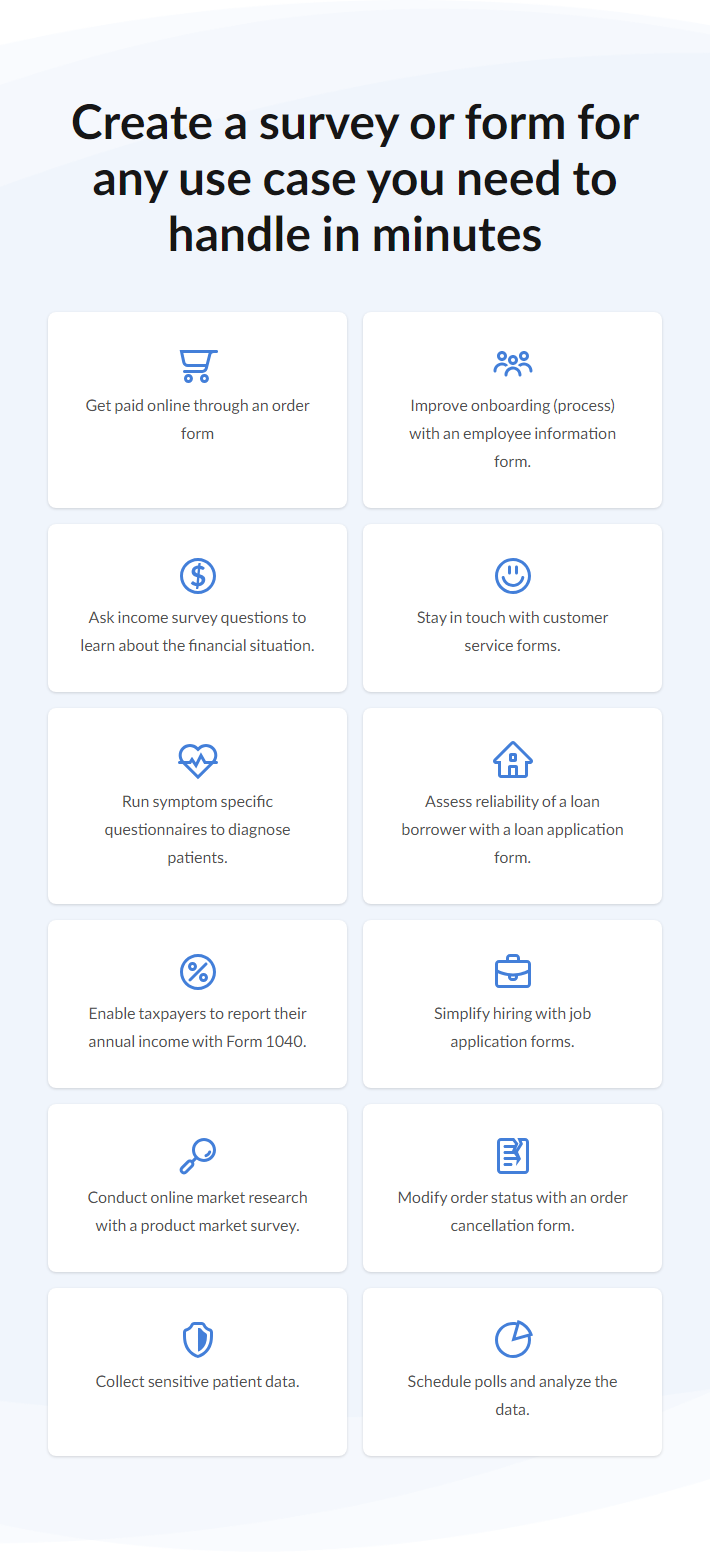 Create a survey or form for
any use case you need to
handle in minutes
Get paid online through an order
form
Improve onboarding (process)
with an employee information
form.
Ask income survey questions to
learn about the financial situation.
Stay in touch with customer
service forms.
Run symptom specific
questionnaires to diagnose
patients.
Assess reliability of a loan
borrower with a loan application
form.
Enable taxpayers to report their
annual income with Form 1040.
Simplify hiring with job
application forms.
Conduct online market research
with a product market survey.
Modify order status with an order
cancellation form.
Collect sensitive patient data.
Schedule polls and analyze the
data.